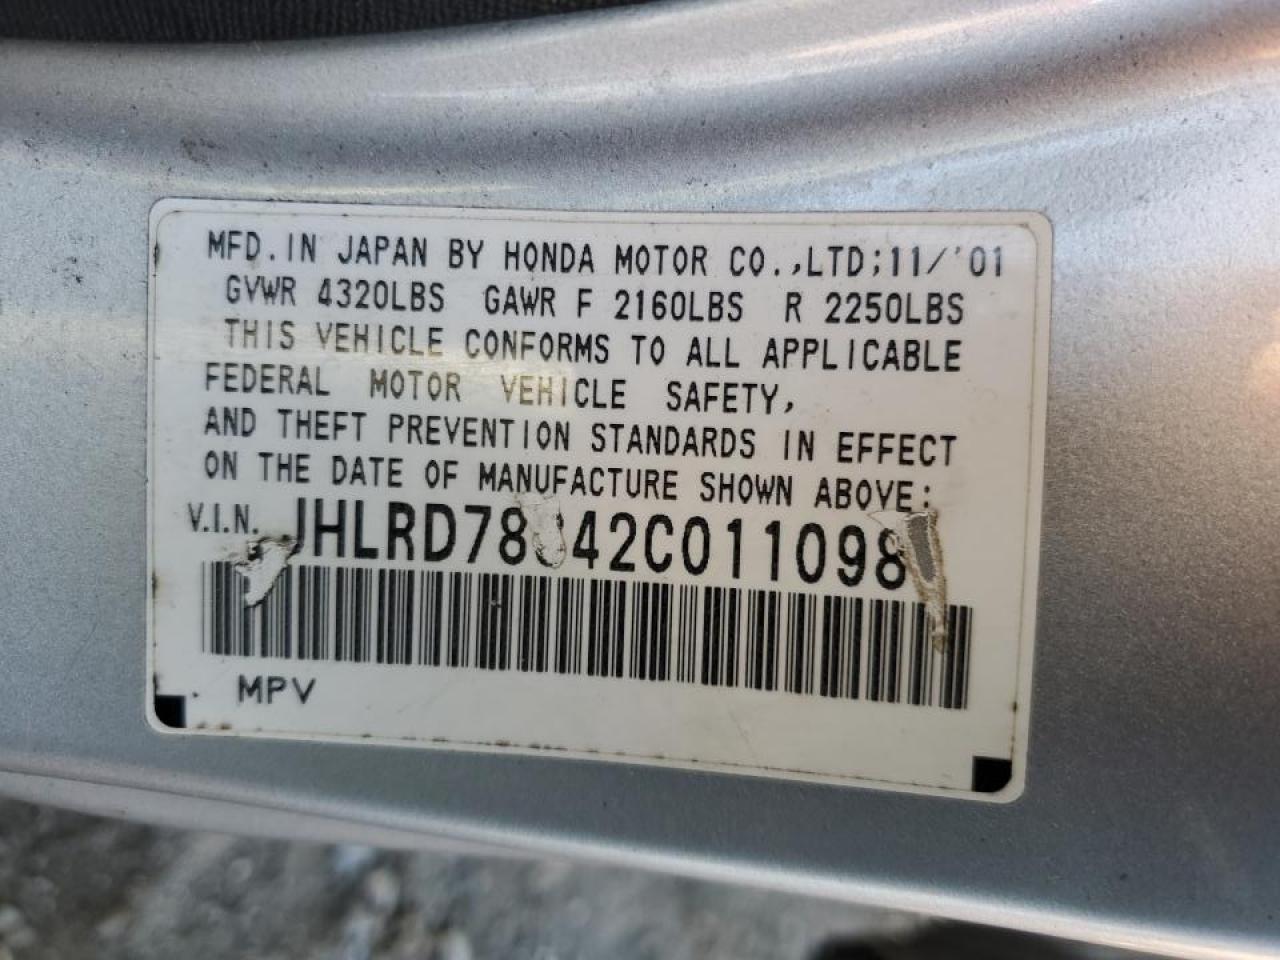 MFD. IN JAPAN BY HONDA MOTOR CO.,LTD;11/'01
GVWR 4320LBS GAWR F 2160LBS R 2250LBS
THIS VEHICLE CONFORMS TO ALL APPLICABLE
FEDERAL MOTOR VEHICLE SAFETY,
AND THEFT PREVENTION STANDARDS IN EFFECT
ON THE DATE OF MANUFACTURE SHOWN ABOVE:
V.I.N. JHLRD78842C011098
MPV